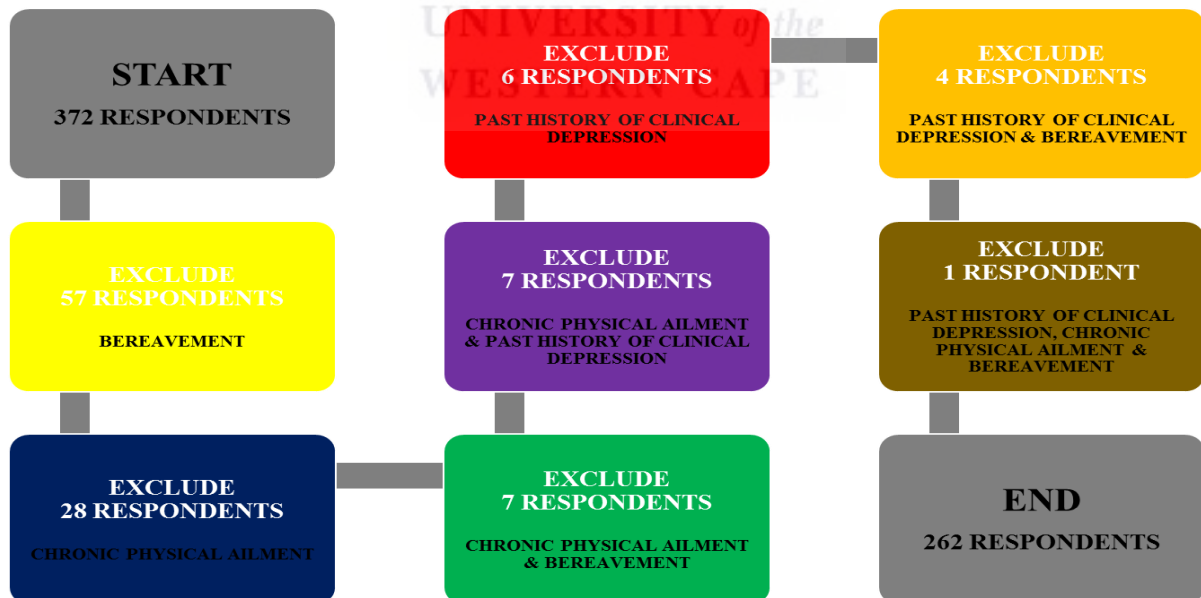 START
372 RESPONDENTS
EXCLUDE
57 RESPONDENTS
BEREAVEMENT
EXCLUDE
28 RESPONDENTS
CHRONIC PHYSICAL AILMENT
EXCLUDE
7 RESPONDENTS
CHRONIC PHYSICAL AILMENT
& BEREAVEMENT
EXCLUDE
7 RESPONDENTS
CHRONIC PHYSICAL AILMENT
& PAST HISTORY OF CLINICAL
DEPRESSION
UNIVERSITY of the
WESTERN CAPE
EXCLUDE
6 RESPONDENTS
PAST HISTORY OF CLINICAL
DEPRESSION
EXCLUDE
4 RESPONDENTS
PAST HISTORY OF CLINICAL
DEPRESSION & BEREAVEMENT
EXCLUDE
1 RESPONDENT
PAST HISTORY OF CLINICAL
DEPRESSION, CHRONIC
PHYSICAL AILMENT &
BEREAVEMENT
END
262 RESPONDENTS